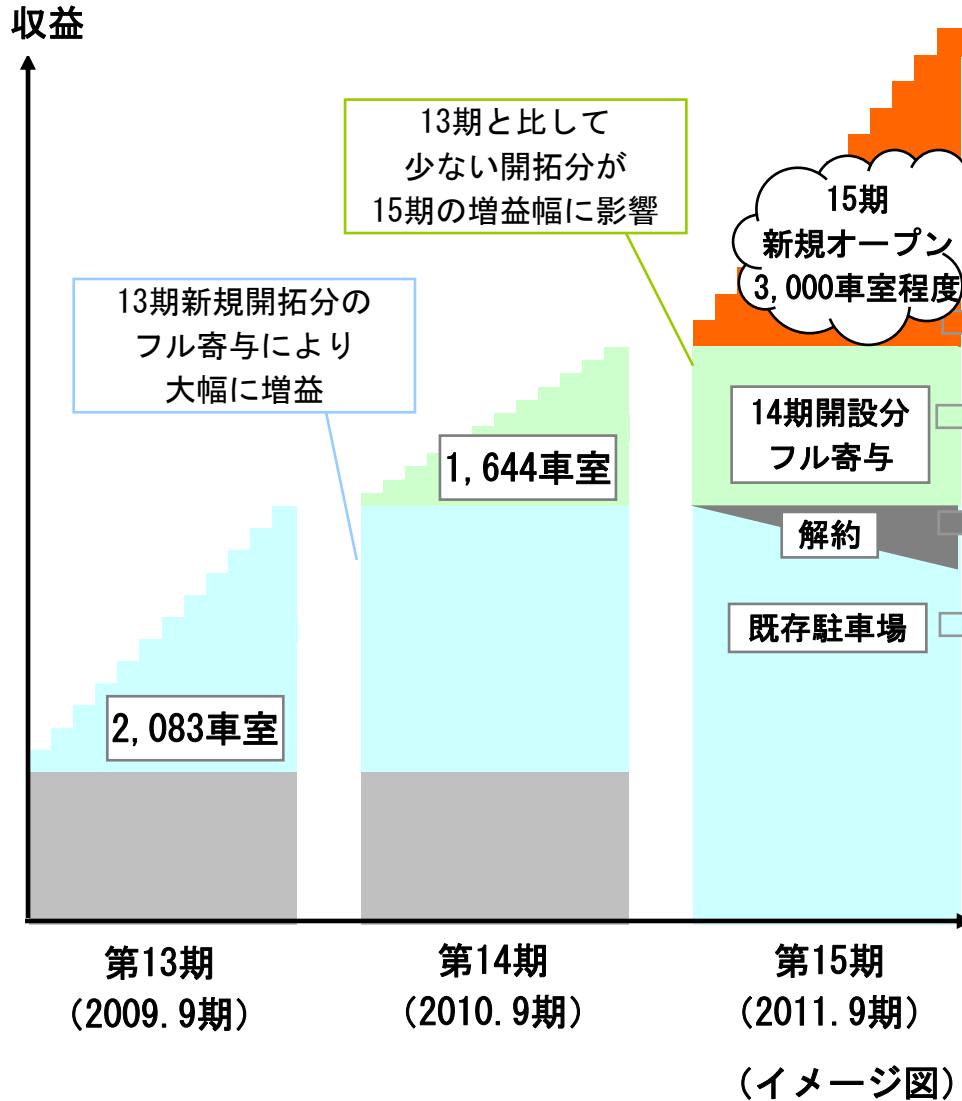 収益
13期と比して
少ない開拓分が
15期の増益幅に影響
15期
新規オープン
3,000車室程度
13期新規開拓分の
フル寄与により
大幅に増益
14期開設分
フル寄与
1,644車室
解約
既存駐車場
2,083車室
第13期
(2009.9期)
第14期
(2010.9期)
第15期
(2011.9期)
(イメージ図)